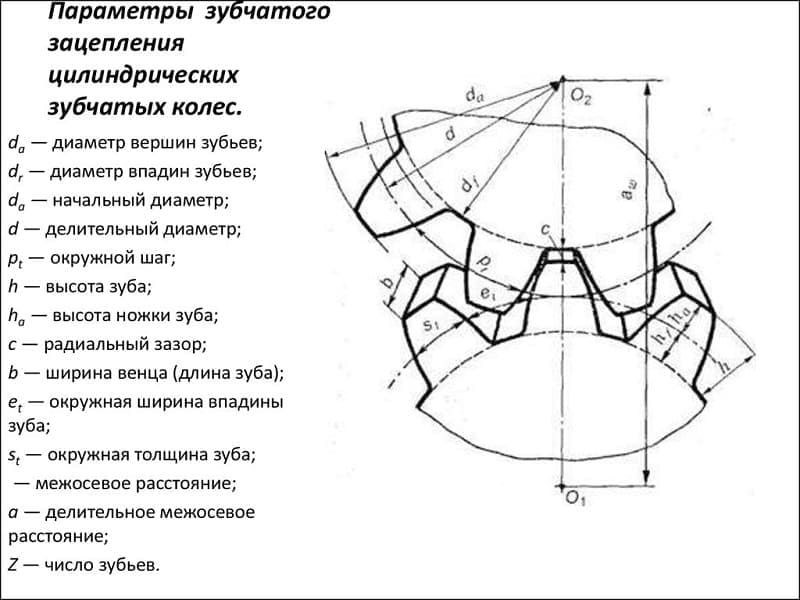 Параметры зубчатого
зацепления
цилиндрических
зубчатых колес.
da — диаметр вершин зубьев;
dr — диаметр впадин зубьев;
da — начальный диаметр;
d — делительный диаметр;
pt — окружной шаг;
h — высота зуба;
ha — высота ножки зуба;
c — радиальный зазор;
b — ширина венца (длина зуба);
et — окружная ширина впадины
зуба;
st — окружная толщина зуба;
— межосевое расстояние;
a — делительное межосевое
расстояние;
Z — число зубьев.
da
O2
d
df
aw
c
pt
b
et
st
ha
hf
h
O1